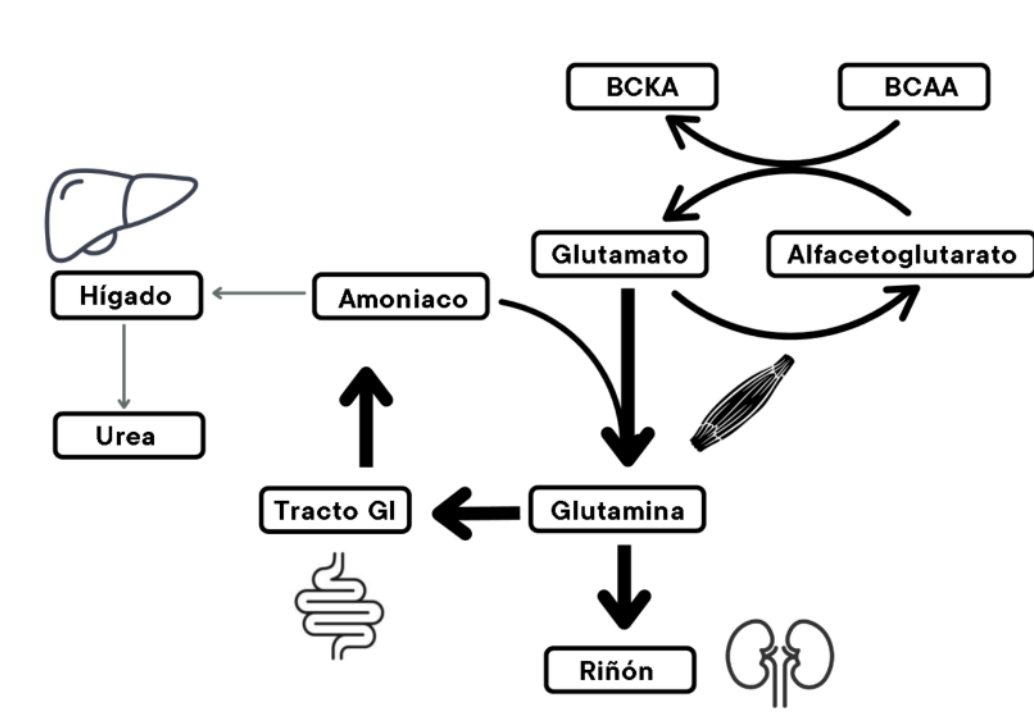 BCKA
BCAA
Glutamato
Alfacetoglutarato
Hígado
Amoniaco
Urea
Tracto GI
Glutamina
Riñón